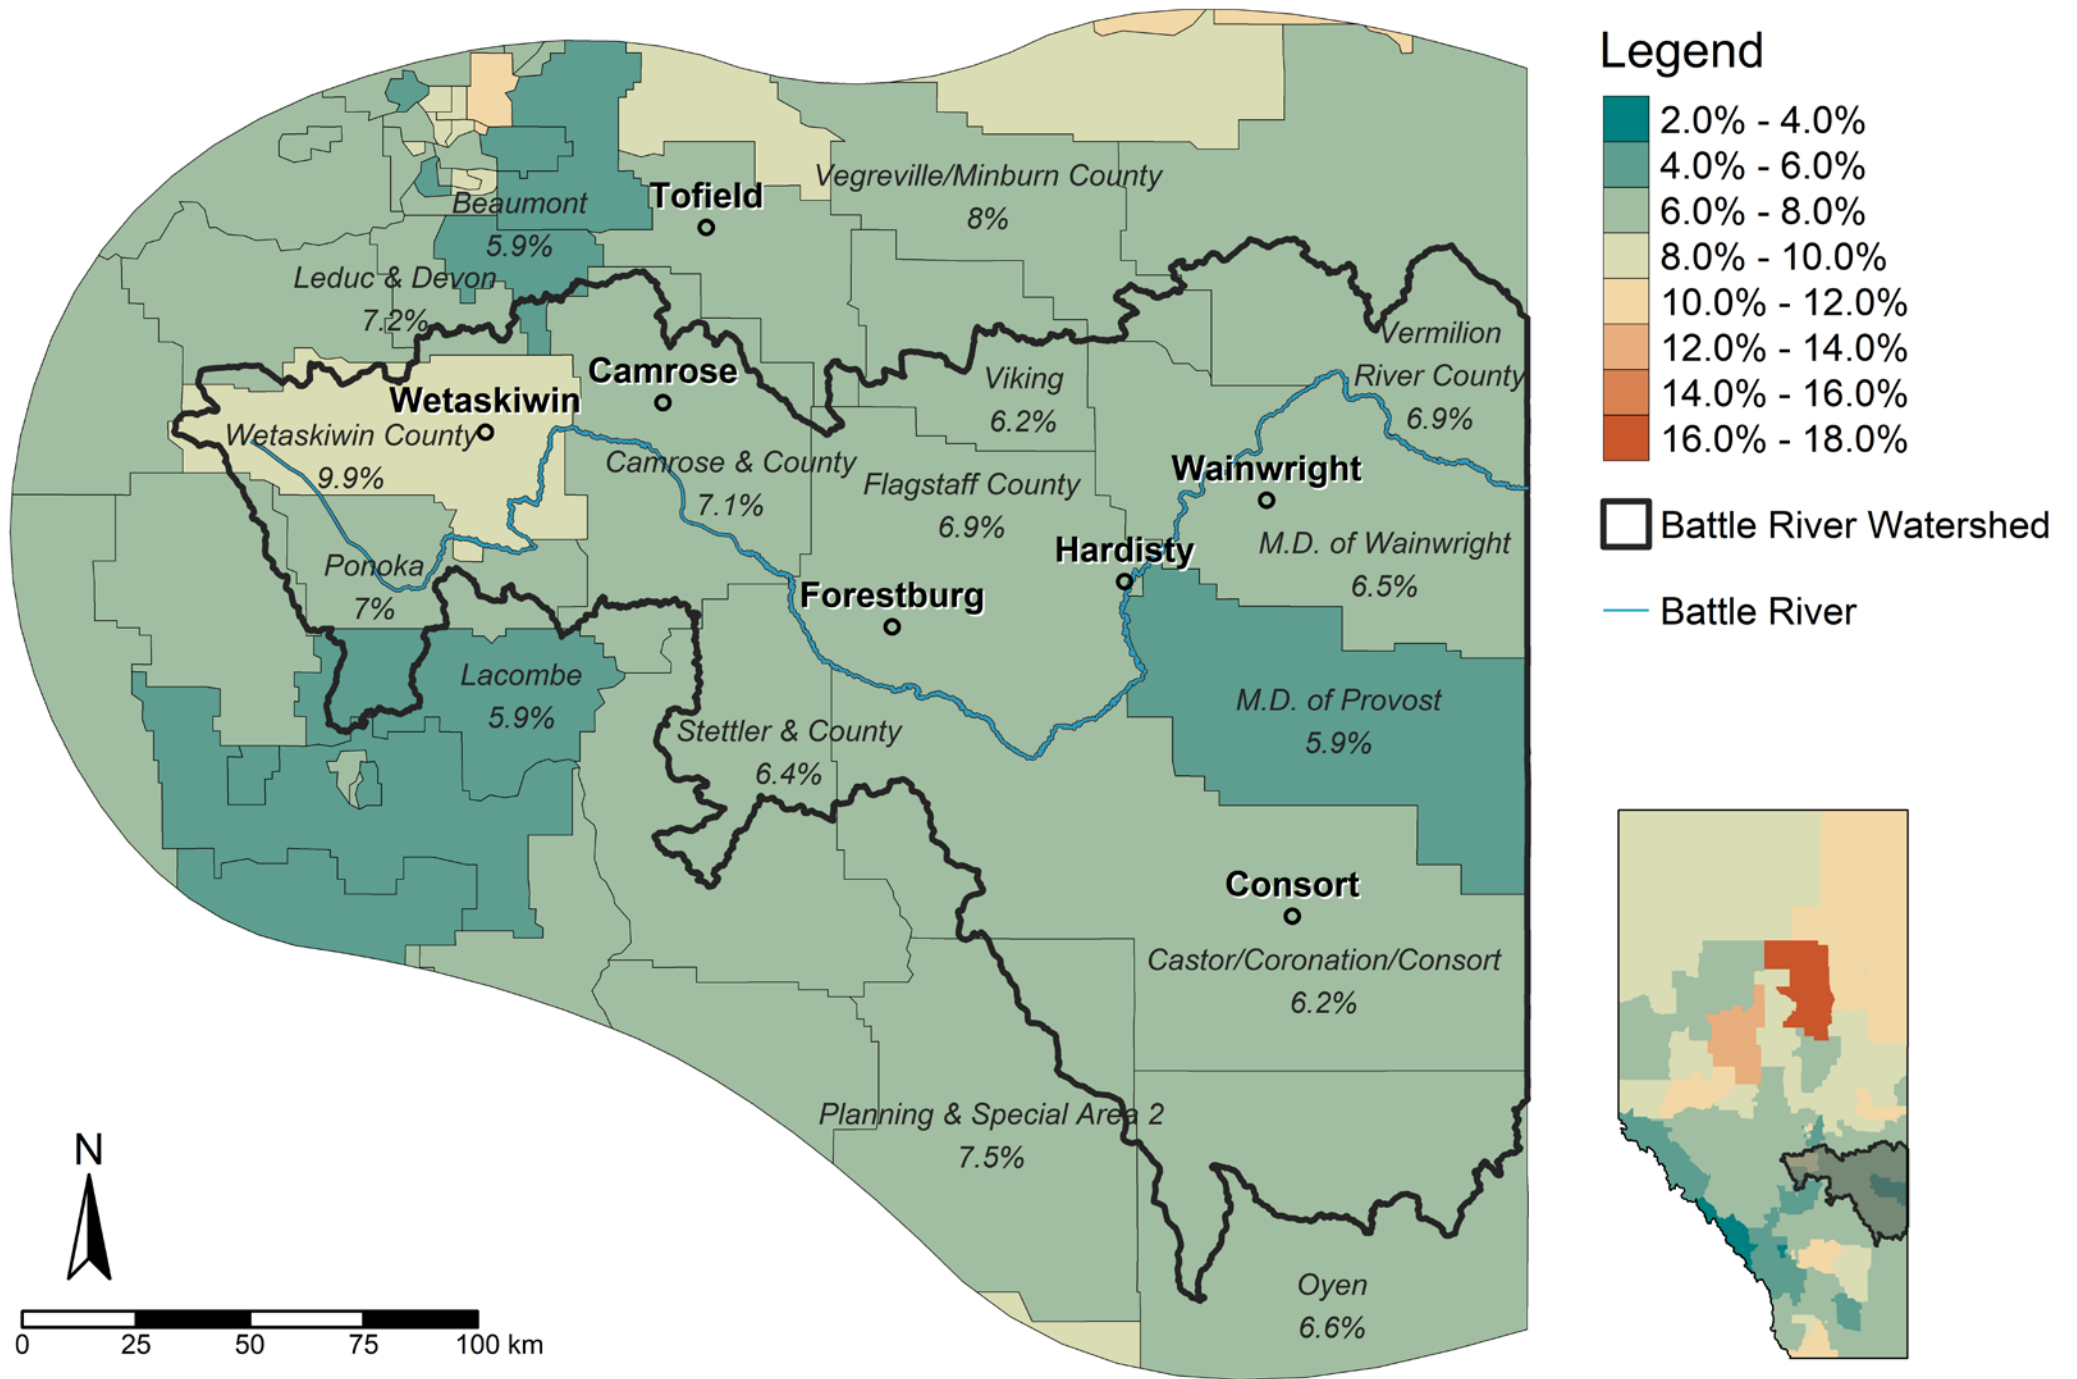 Legend
2.0% - 4.0%
4.0% - 6.0%
6.0% - 8.0%
8.0% - 10.0%
10.0% - 12.0%
12.0% - 14.0%
14.0% - 16.0%
16.0% - 18.0%
Battle River Watershed
Battle River
Tofield
Vegreville/Minburn County
8%
Beaumont
5.9%
Leduc & Devon
7.2%
Vermilion
River County
6.9%
Camrose
Viking
6.2%
Wetaskiwin
Wetaskiwin County
9.9%
Camrose & County
7.1%
Flagstaff County
6.9%
Wainwright
Hardisty
M.D. of Wainwright
6.5%
Ponoka
7%
Forestburg
Lacombe
5.9%
M.D. of Provost
5.9%
Stettler & County
6.4%
Consort
Castor/Coronation/Consort
6.2%
Planning & Special Area 2
7.5%
Oyen
6.6%
N
0 25 50 75 100 km